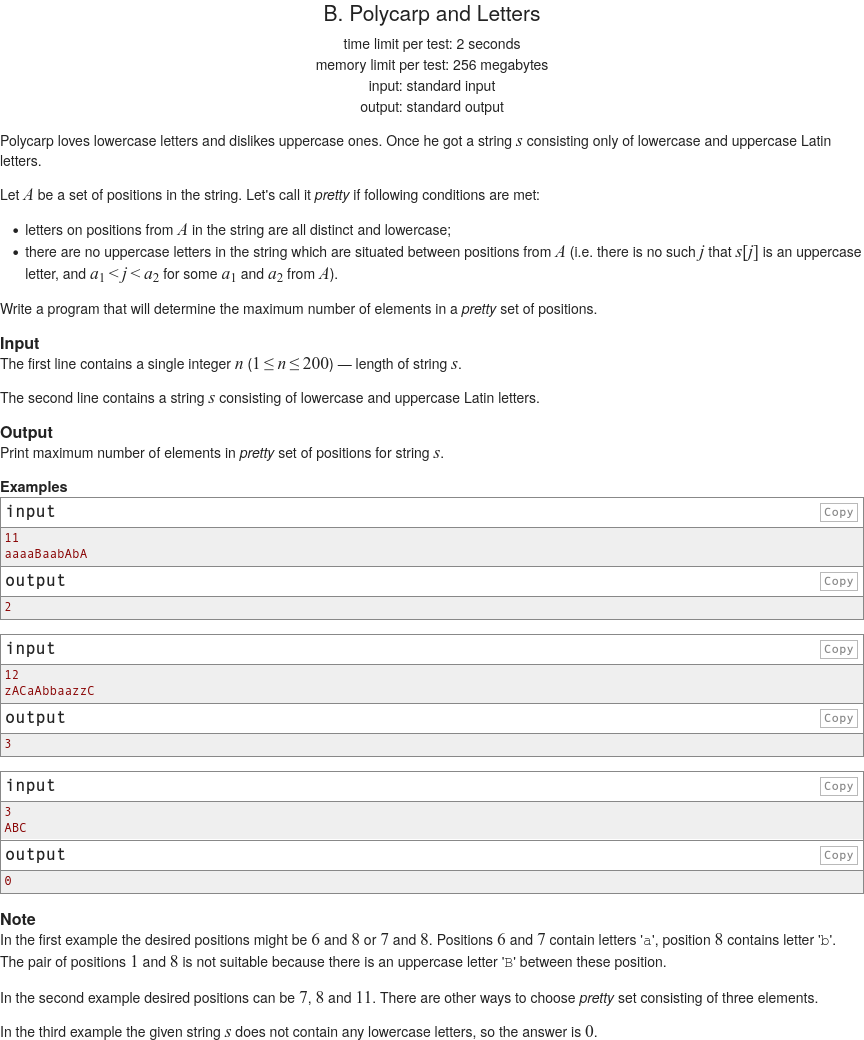 B. Polycarp and Letters
time limit per test: 2 seconds
memory limit per test: 256 megabytes
input: standard input
output: standard output
Polycarp loves lowercase letters and dislikes uppercase ones. Once he got a string s consisting only of lowercase and uppercase Latin
letters.
Let A be a set of positions in the string. Let's call it pretty if following conditions are met:
• letters on positions from A in the string are all distinct and lowercase;
• there are no uppercase letters in the string which are situated between positions from A (i.e. there is no such j that s[j] is an uppercase
letter, and a₁ < j < a₂ for some a₁ and a₂ from A).
Write a program that will determine the maximum number of elements in a pretty set of positions.
Input
The first line contains a single integer n (1 ≤ n ≤ 200) — length of string s.
The second line contains a string s consisting of lowercase and uppercase Latin letters.
Output
Print maximum number of elements in pretty set of positions for string s.
Examples
input Copy
11
aaaaBaabAbA
output Copy
2
input Copy
12
zACaAbbaazzC
output Copy
3
input Copy
3
ABC
output Copy
0
Note
In the first example the desired positions might be 6 and 8 or 7 and 8. Positions 6 and 7 contain letters 'a', position 8 contains letter 'b'.
The pair of positions 1 and 8 is not suitable because there is an uppercase letter 'B' between these position.
In the second example desired positions can be 7, 8 and 11. There are other ways to choose pretty set consisting of three elements.
In the third example the given string s does not contain any lowercase letters, so the answer is 0.